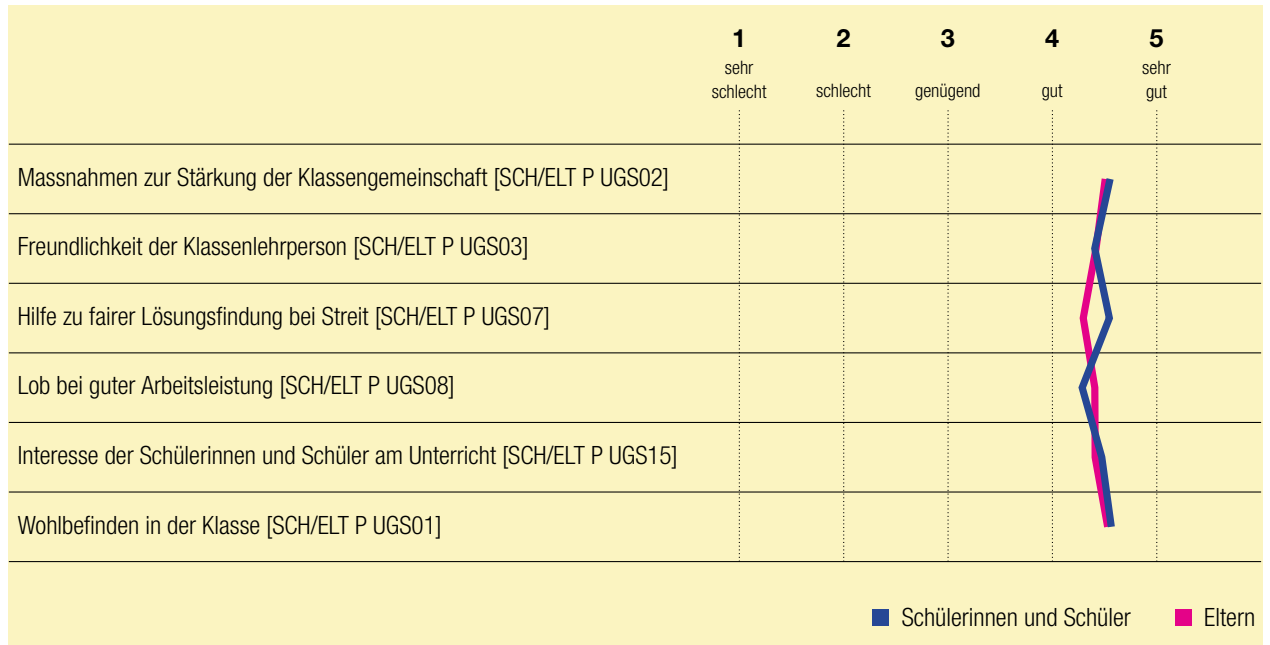 1 2 3 4 5
sehr schlecht schlecht genügend gut sehr gut
Massnahmen zur Stärkung der Klassengemeinschaft [SCH/ELT P UGS02]
Freundlichkeit der Klassenlehrperson [SCH/ELT P UGS03]
Hilfe zu fairer Lösungsfindung bei Streit [SCH/ELT P UGS07]
Lob bei guter Arbeitsleistung [SCH/ELT P UGS08]
Interesse der Schülerinnen und Schüler am Unterricht [SCH/ELT P UGS15]
Wohlbefinden in der Klasse [SCH/ELT P UGS01]
Schülerinnen und Schüler Eltern